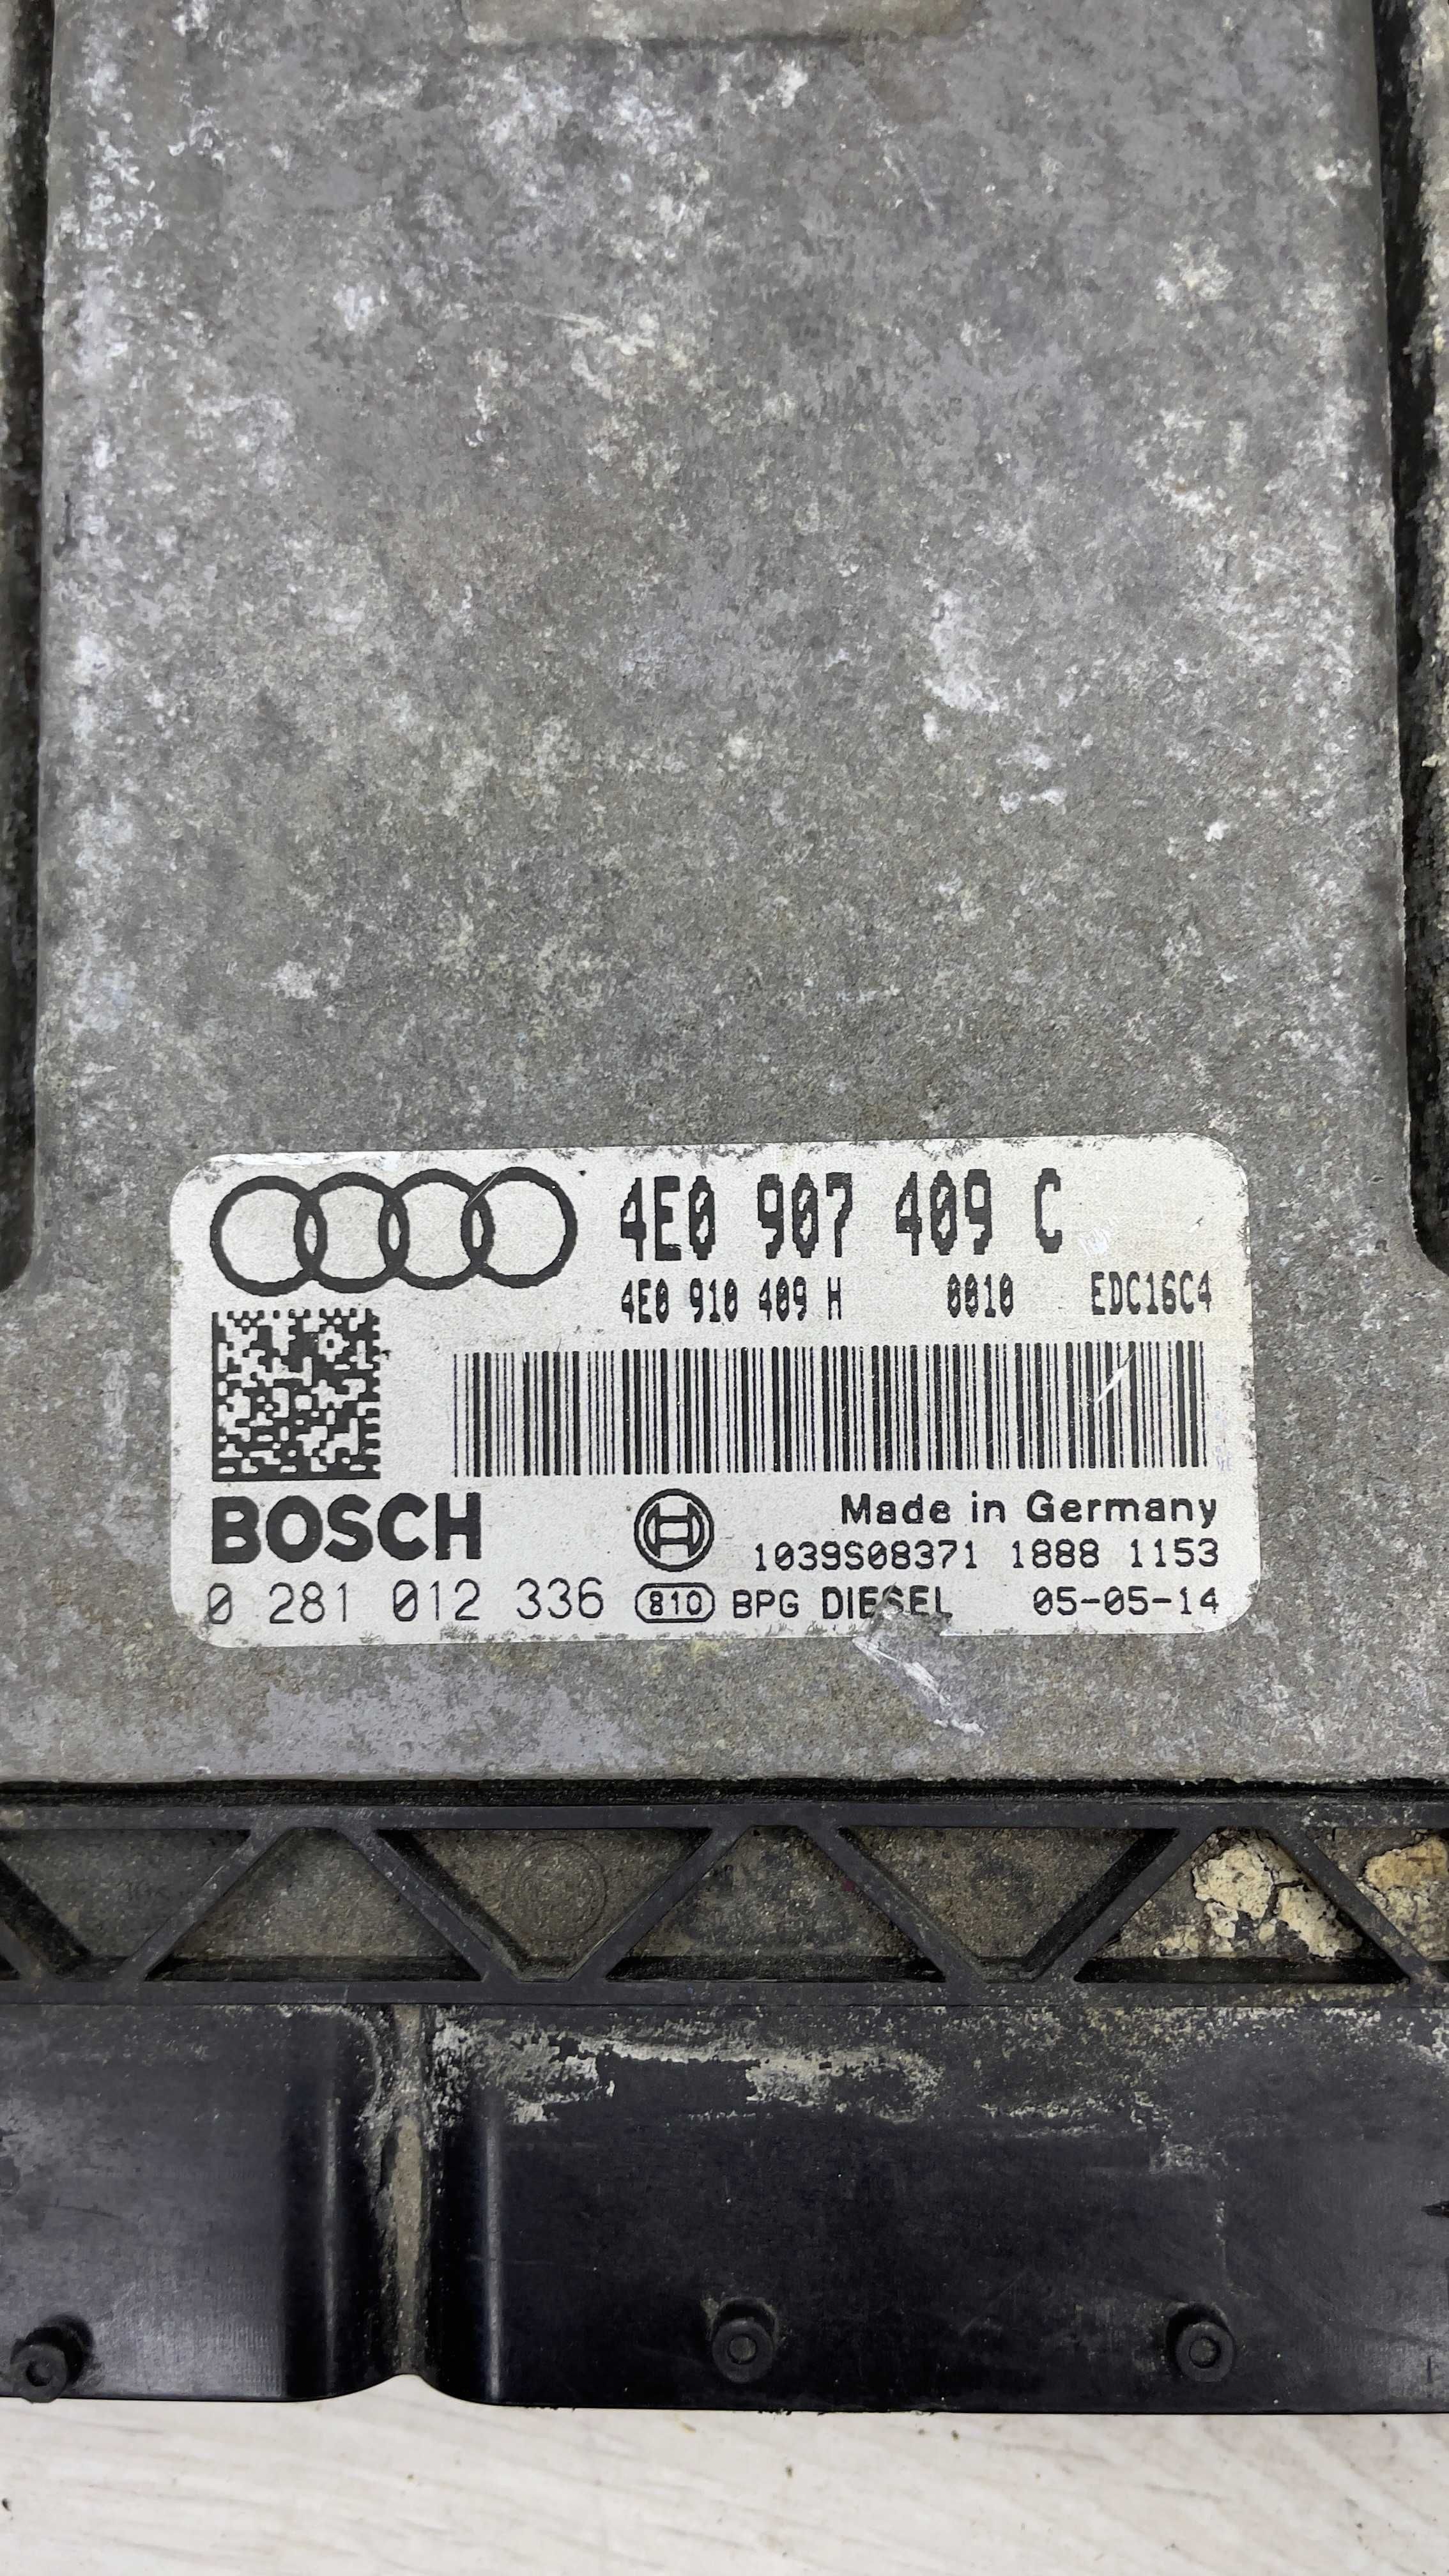 4E0 907 409 C
4E0 910 409 H 0010 EDC16C4
BOSCH
Made in Germany
1039S08371 1888 1153
0 281 012 336 810 BPG DIESEL 05-05-14